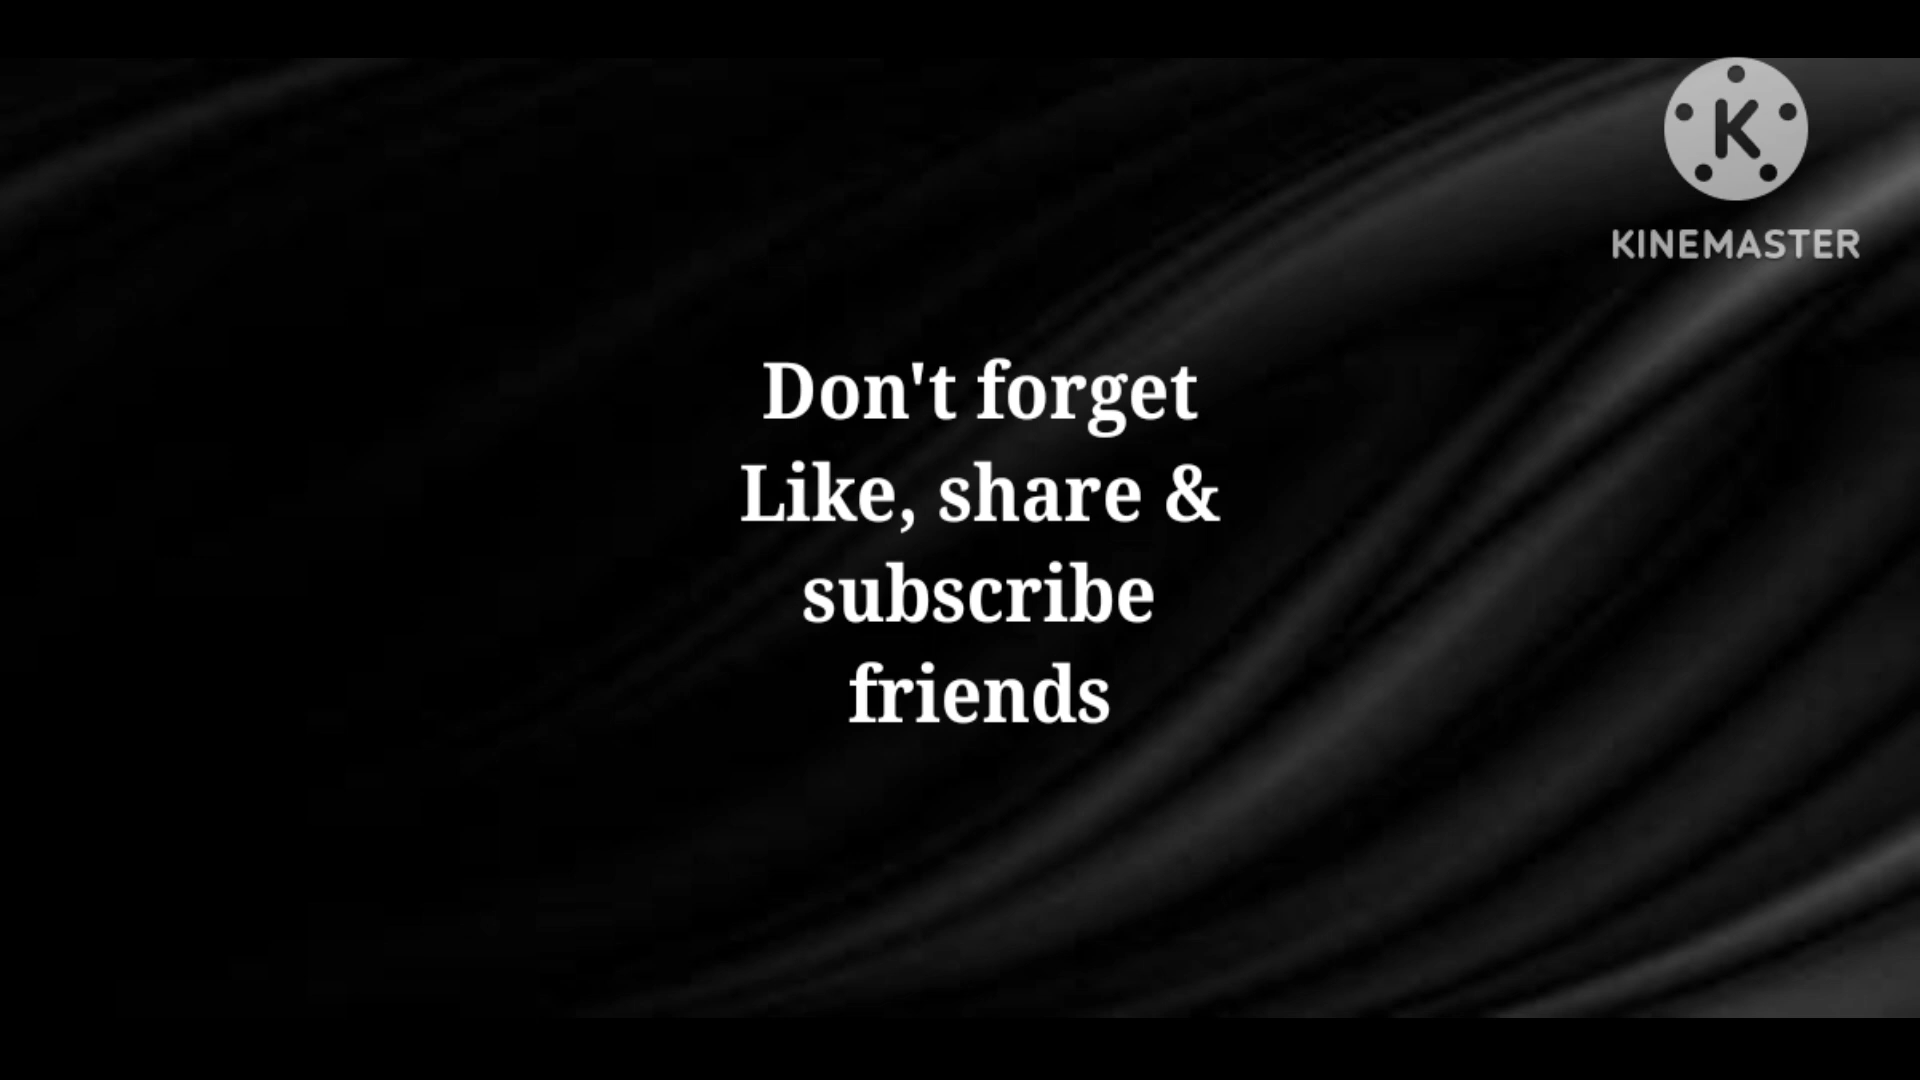 K
KINEMASTER
Don't forget
Like, share &
subscribe
friends